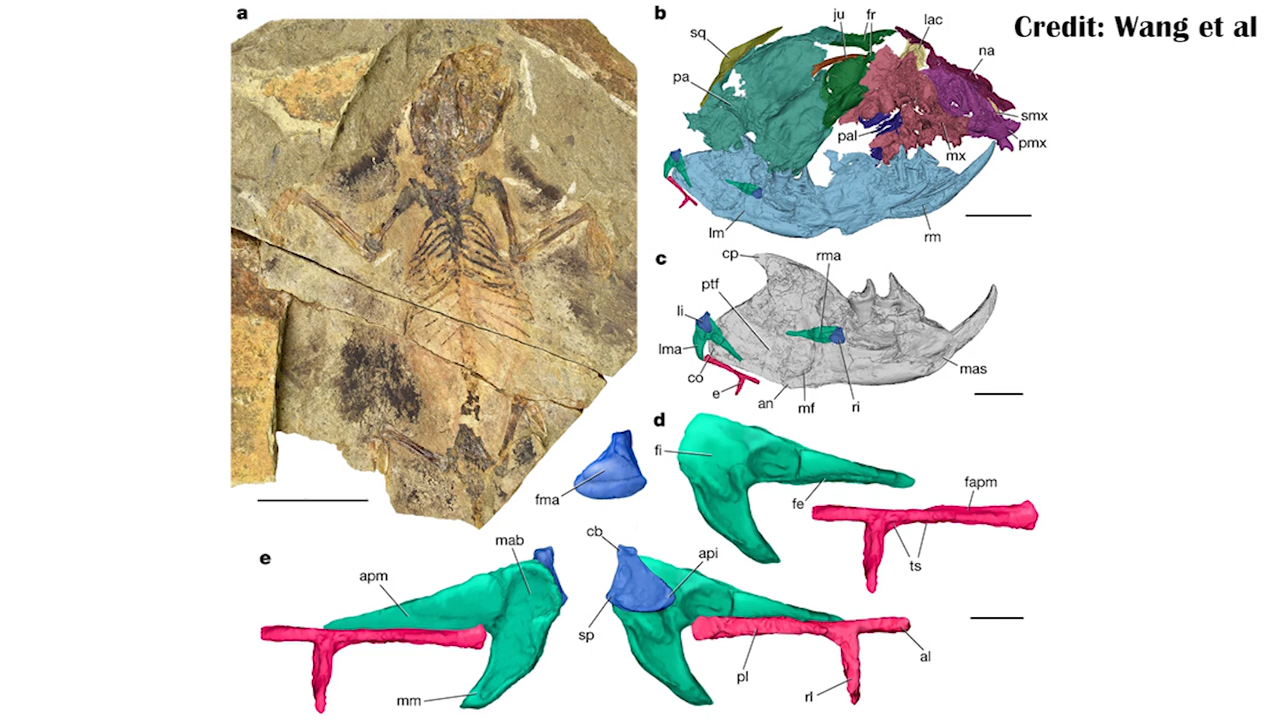 a
b
Credit: Wang et al
sq
ju
fr
lac
na
pa
smx
pal
mx
pmx
lm
rm
c
cp
rma
ptf
li
lma
co
e
an
mf
ri
mas
d
fi
fma
fe
fapm
ts
e
mab
cb
api
apm
sp
mm
pl
rl
al